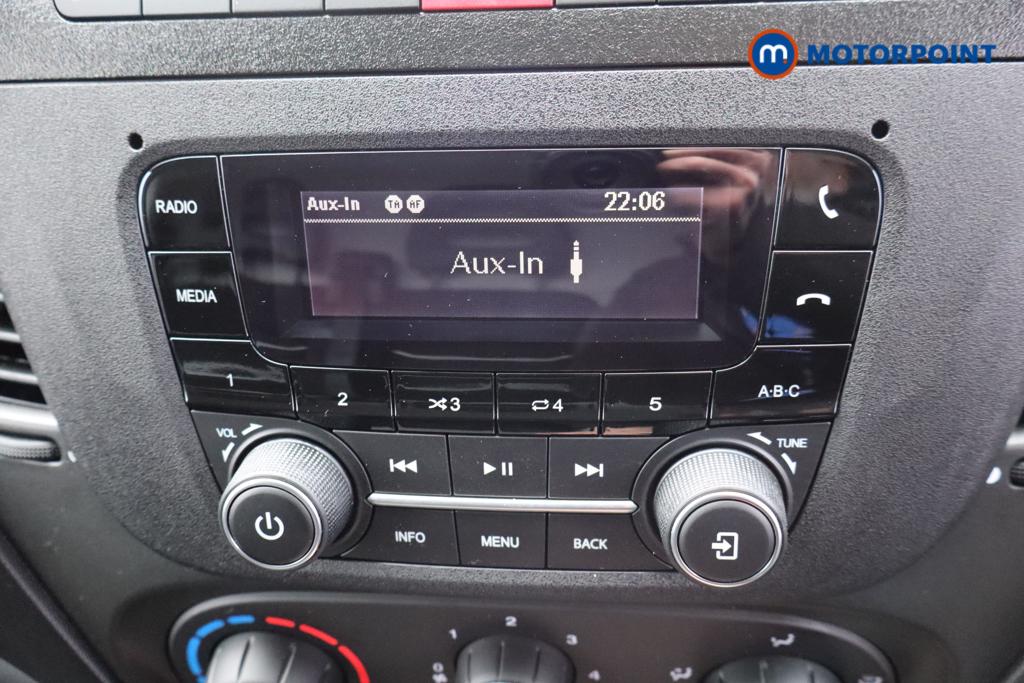 m MOTORPOINT
RADIO
Aux-In TA AF 22:06
Aux-In
MEDIA
1
2
3
4
5
A·B·C
VOL
TUNE
INFO
MENU
BACK
0
1
2
3
4